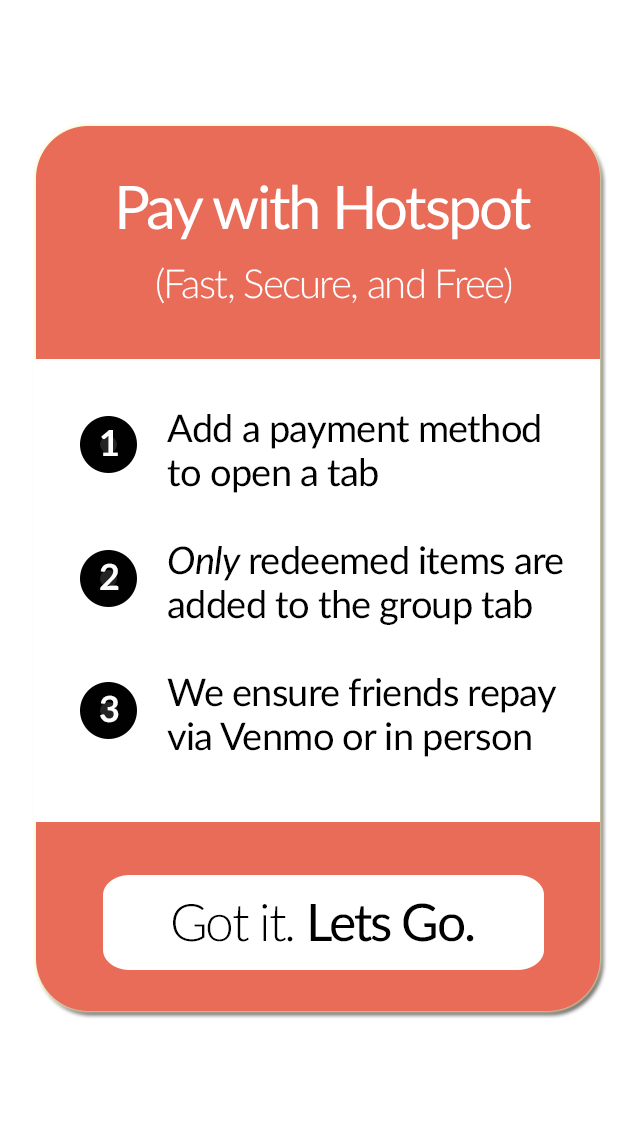 Pay with Hotspot
(Fast, Secure, and Free)
1 Add a payment method
to open a tab
2 Only redeemed items are
added to the group tab
3 We ensure friends repay
via Venmo or in person
Got it. Lets Go.